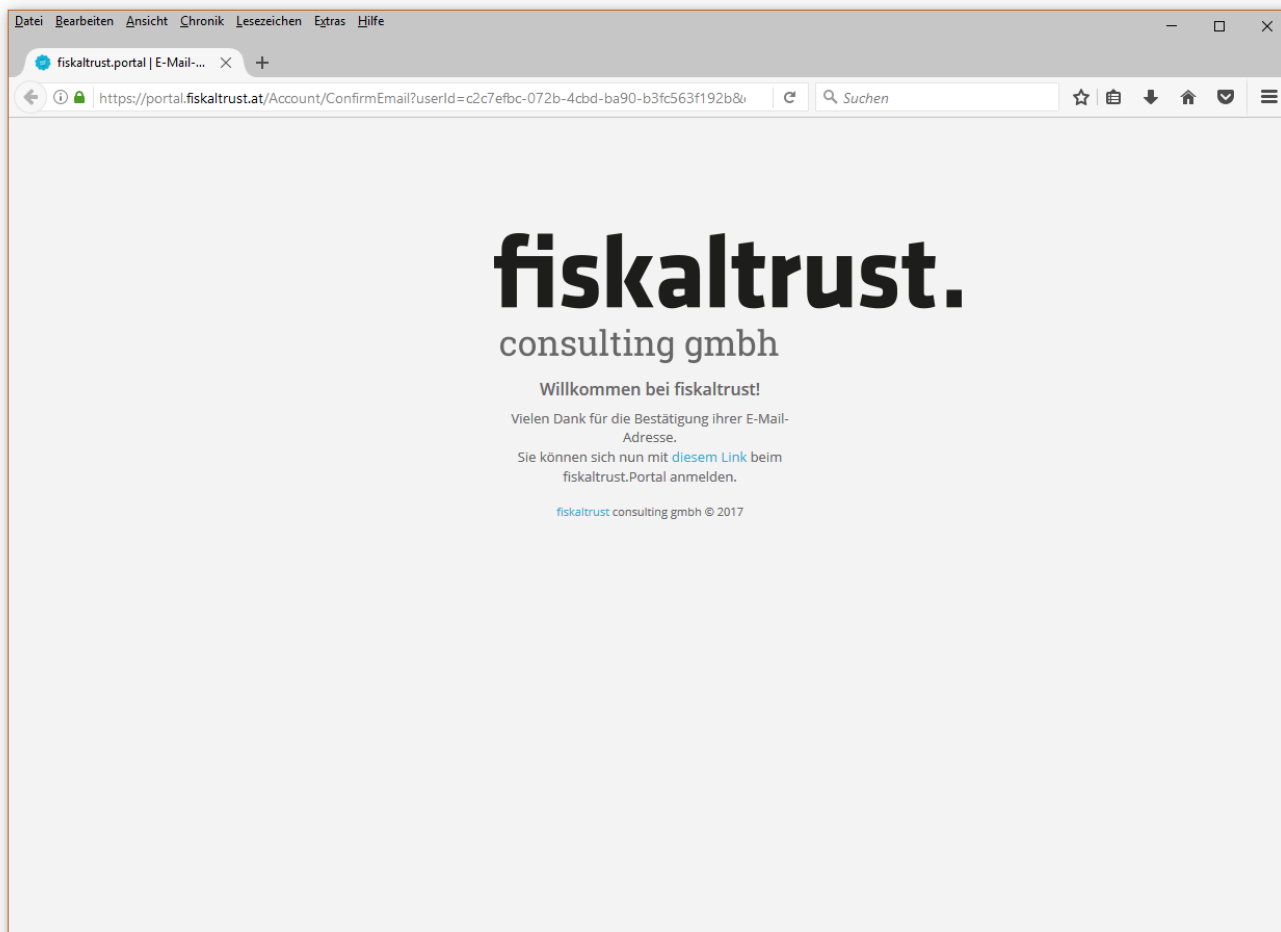 Datei Bearbeiten Ansicht Chronik Lesezeichen Extras Hilfe
fiskaltrust.portal | E-Mail-...
https://portal.fiskaltrust.at/Account/ConfirmEmail?userId=c2c7efbc-072b-4cbd-ba90-b3fc563f192b&
Suchen
fiskaltrust.
consulting gmbh
Willkommen bei fiskaltrust!
Vielen Dank für die Bestätigung ihrer E-Mail-
Adresse.
Sie können sich nun mit diesem Link beim
fiskaltrust.Portal anmelden.
fiskaltrust consulting gmbh © 2017